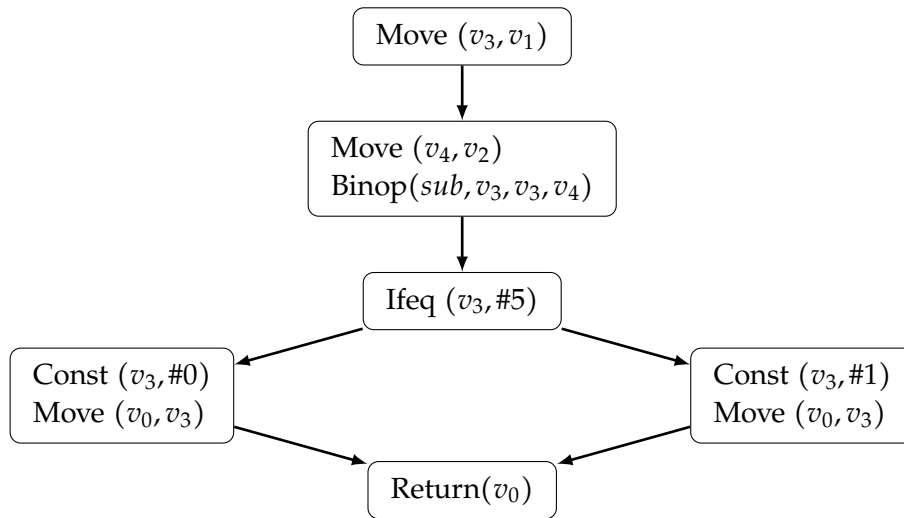 Move (v₃, v₁)
Move (v₄, v₂)
Binop(sub, v₃, v₃, v₄)
Ifeq (v₃, #5)
Const (v₃, #0)
Move (v₀, v₃)
Const (v₃, #1)
Move (v₀, v₃)
Return(v₀)